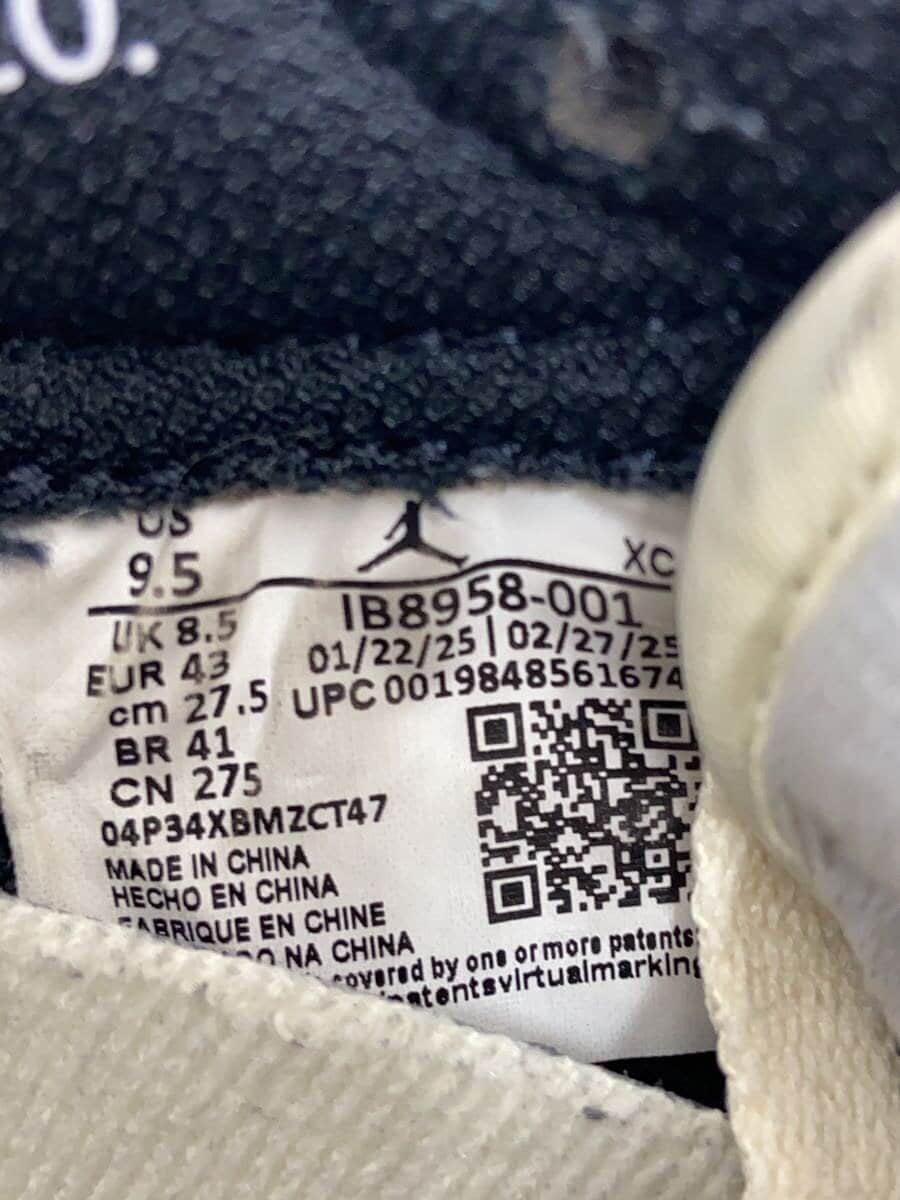 US
9.5
XC
UK 8.5
IB8958-001
EUR 43
01/22/25 | 02/27/25
cm 27.5
UPC 0019848561674
BR 41
CN 275
04P34XBMZCT47
MADE IN CHINA
HECHO EN CHINA
FABRIQUE EN CHINE
NA CHINA
covered by one or more patents